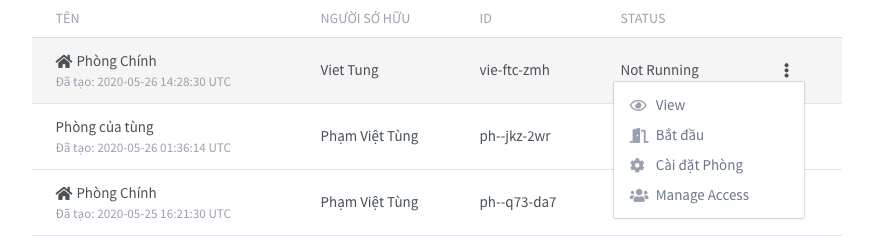 TÊN NGƯỜI SỞ HỮU ID STATUS
Phòng Chính
Đã tạo: 2020-05-26 14:28:30 UTC
Viet Tung vie-ftc-zmh Not Running
View
Bắt đầu
Cài đặt Phòng
Manage Access
Phòng của tùng
Đã tạo: 2020-05-26 01:36:14 UTC
Phạm Việt Tùng ph--jkz-2wr
Phòng Chính
Đã tạo: 2020-05-25 16:21:30 UTC
Phạm Việt Tùng ph--q73-da7